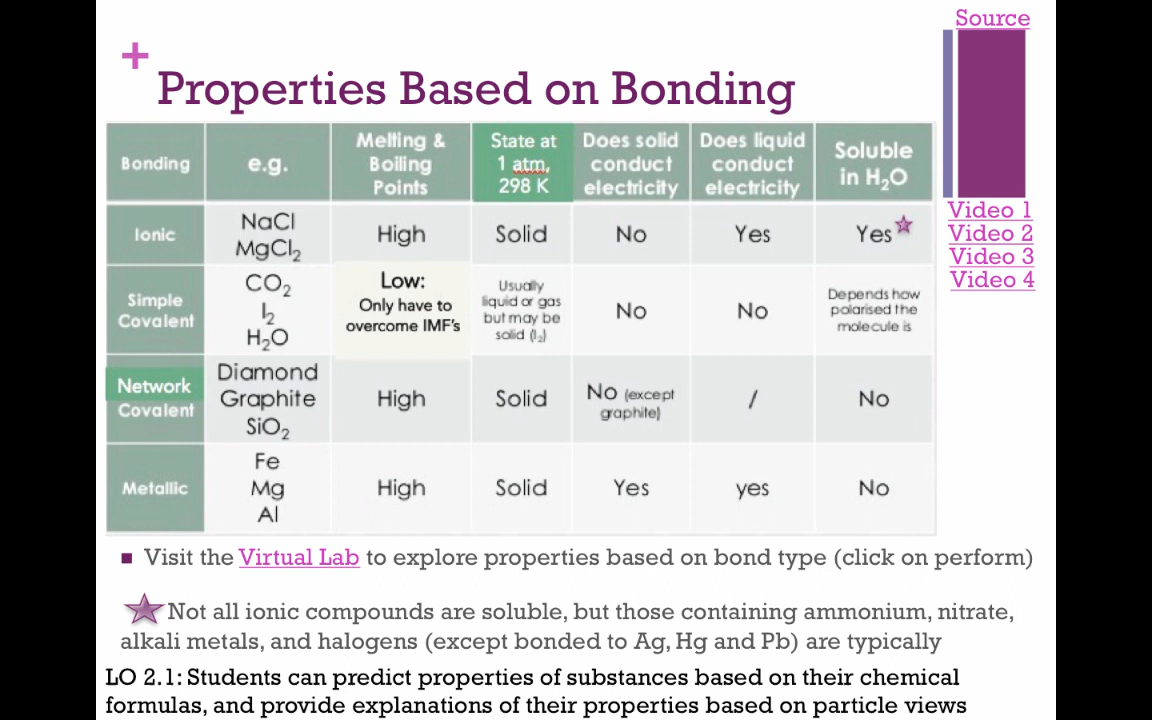 Source
+
Properties Based on Bonding
Bonding
e.g.
Melting &
Boiling
Points
State at
1 atm,
298 K
Does solid
conduct
electricity
Does liquid
conduct
electricity
Soluble
in H₂O
Ionic
NaCl
MgCl₂
High
Solid
No
Yes
Yes
Simple
Covalent
CO₂
I₂
H₂O
Low:
Only have to
overcome IMF's
Usually
liquid or gas
but may be
solid (I₂)
No
No
Depends how
polarised the
molecule is
Network
Covalent
Diamond
Graphite
SiO₂
High
Solid
No (except
graphite)
/
No
Metallic
Fe
Mg
Al
High
Solid
Yes
yes
No
Video 1
Video 2
Video 3
Video 4
Visit the Virtual Lab to explore properties based on bond type (click on perform)
Not all ionic compounds are soluble, but those containing ammonium, nitrate,
alkali metals, and halogens (except bonded to Ag, Hg and Pb) are typically
LO 2.1: Students can predict properties of substances based on their chemical
formulas, and provide explanations of their properties based on particle views